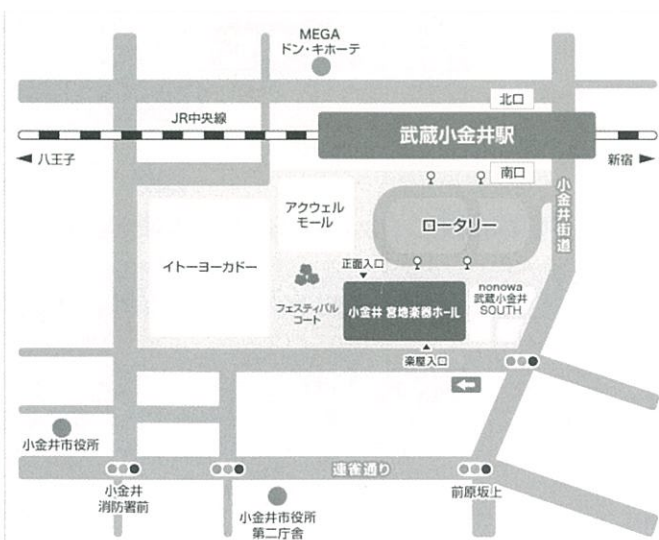 MEGA
ドン・キホーテ
北口
JR中央線
武蔵小金井駅
八王子
新宿
南口
小金井街道
アクウェル
モール
ロータリー
イトーヨーカドー
正面入口
nonowa
武蔵小金井
SOUTH
フェスティバル
コート
小金井 宮地楽器ホール
楽屋入口
小金井市役所
連雀通り
小金井
消防署前
前原坂上
小金井市役所
第二庁舎